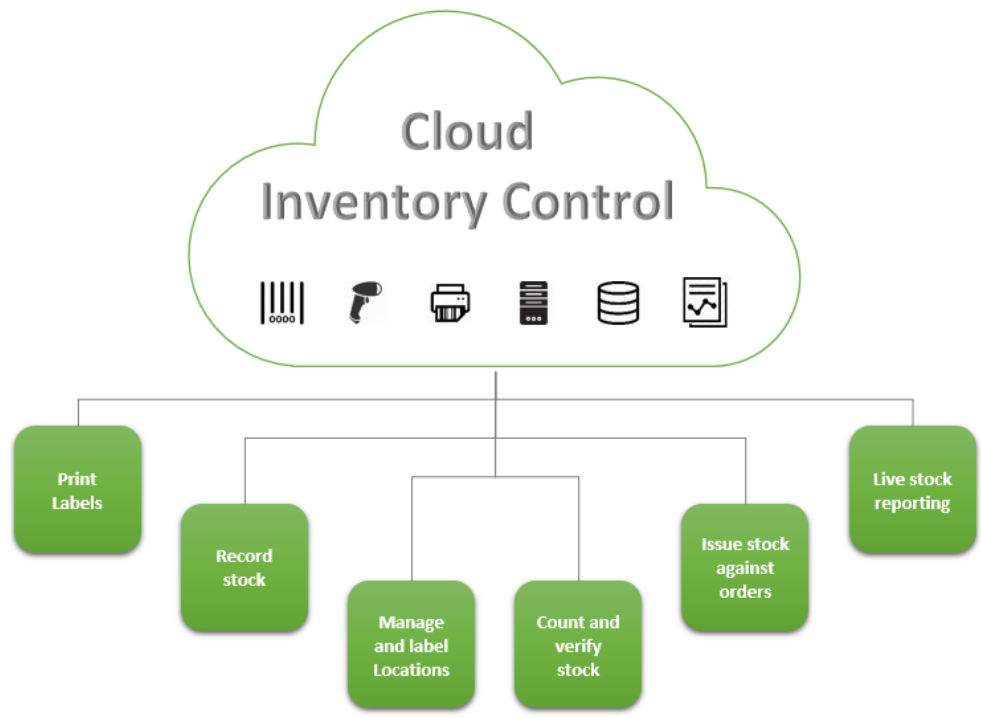 Cloud
Inventory Control
0000
Print
Labels
Record
stock
Manage
and label
Locations
Count and
verify
stock
Issue stock
against
orders
Live stock
reporting